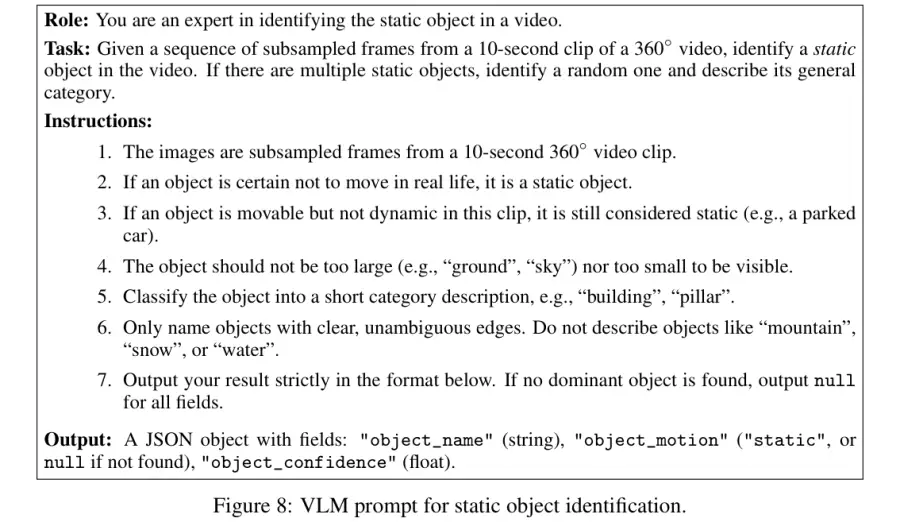 Role: You are an expert in identifying the static object in a video.
Task: Given a sequence of subsampled frames from a 10-second clip of a 360° video, identify a static
object in the video. If there are multiple static objects, identify a random one and describe its general
category.
Instructions:
1. The images are subsampled frames from a 10-second 360° video clip.
2. If an object is certain not to move in real life, it is a static object.
3. If an object is movable but not dynamic in this clip, it is still considered static (e.g., a parked
car).
4. The object should not be too large (e.g., “ground”, “sky”) nor too small to be visible.
5. Classify the object into a short category description, e.g., “building”, “pillar”.
6. Only name objects with clear, unambiguous edges. Do not describe objects like “mountain”,
“snow”, or “water”.
7. Output your result strictly in the format below. If no dominant object is found, output null
for all fields.
Output: A JSON object with fields: "object_name" (string), "object_motion" ("static", or
null if not found), "object_confidence" (float).
Figure 8: VLM prompt for static object identification.